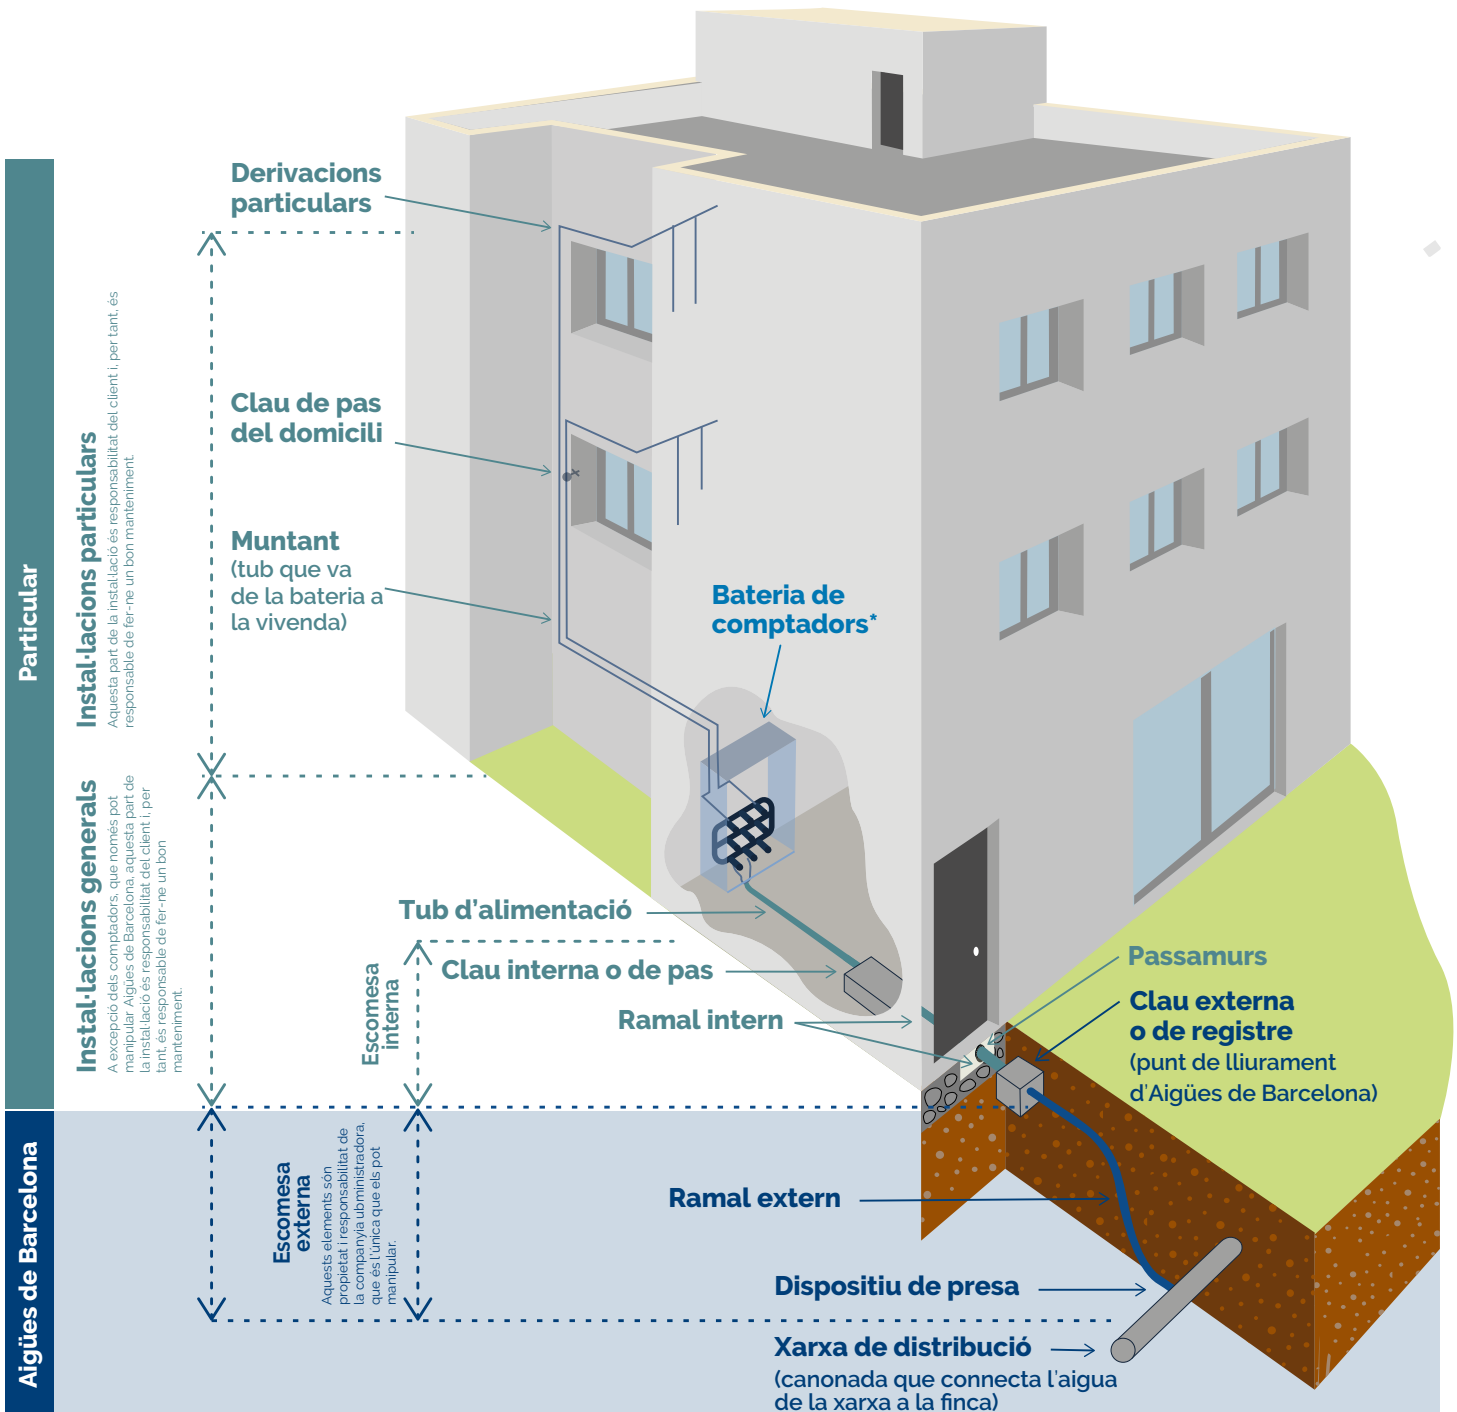 Particular
Aigües de Barcelona
Instal·lacions particulars
Aquesta part de la instal·lació és responsabilitat del client i, per tant, és
responsable de fer-ne un bon manteniment.
Instal·lacions generals
A excepció dels comptadors, que només pot
manipular Aigües de Barcelona, aquesta part de
la instal·lació és responsabilitat del client i, per
tant, és responsable de fer-ne un bon
manteniment.
Derivacions
particulars
Clau de pas
del domicili
Muntant
(tub que va
de la bateria a
la vivenda)
Bateria de
comptadors*
Tub d'alimentació
Escomesa
interna
Clau interna o de pas
Ramal intern
Passamurs
Clau externa
o de registre
(punt de lliurament
d'Aigües de Barcelona)
Escomesa
externa
Aquests elements són
propietat i responsabilitat de
la companyia ubministradora,
que és l'única que els pot
manipular.
Ramal extern
Dispositiu de presa
Xarxa de distribució
(canonada que connecta l'aigua
de la xarxa a la finca)